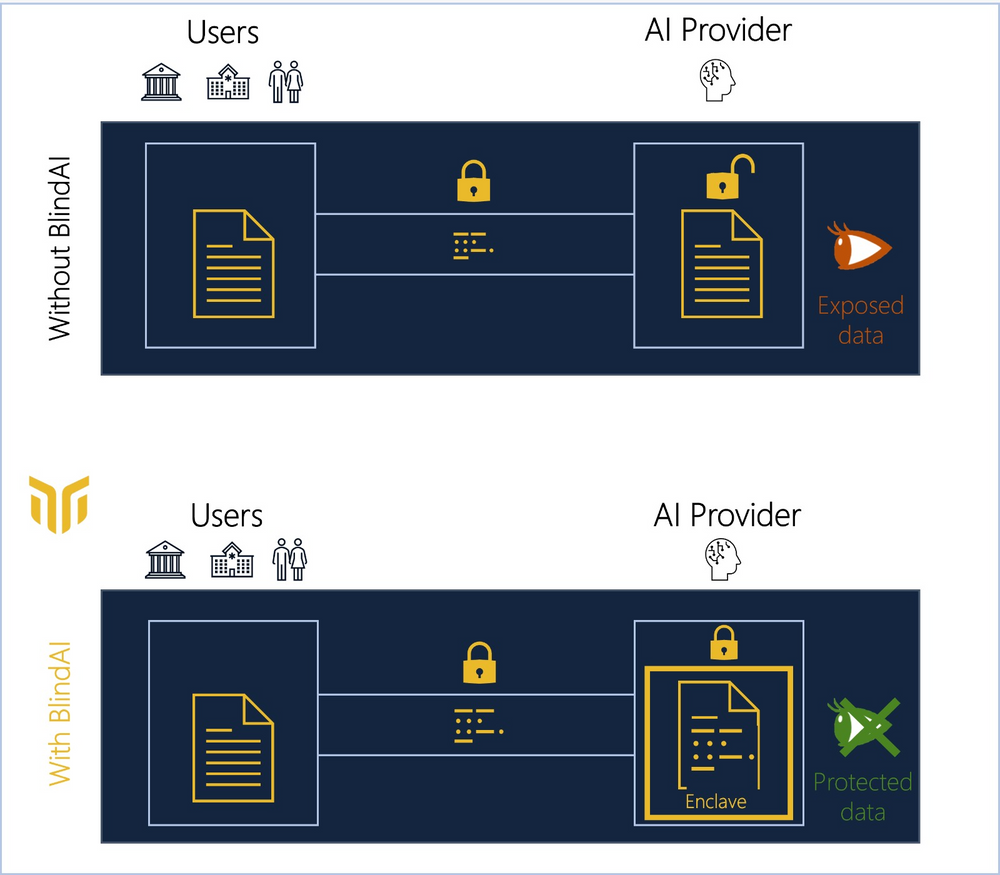 Users
AI Provider
Without BlindAI
Exposed
data
Users
AI Provider
With BlindAI
Enclave
Protected
data